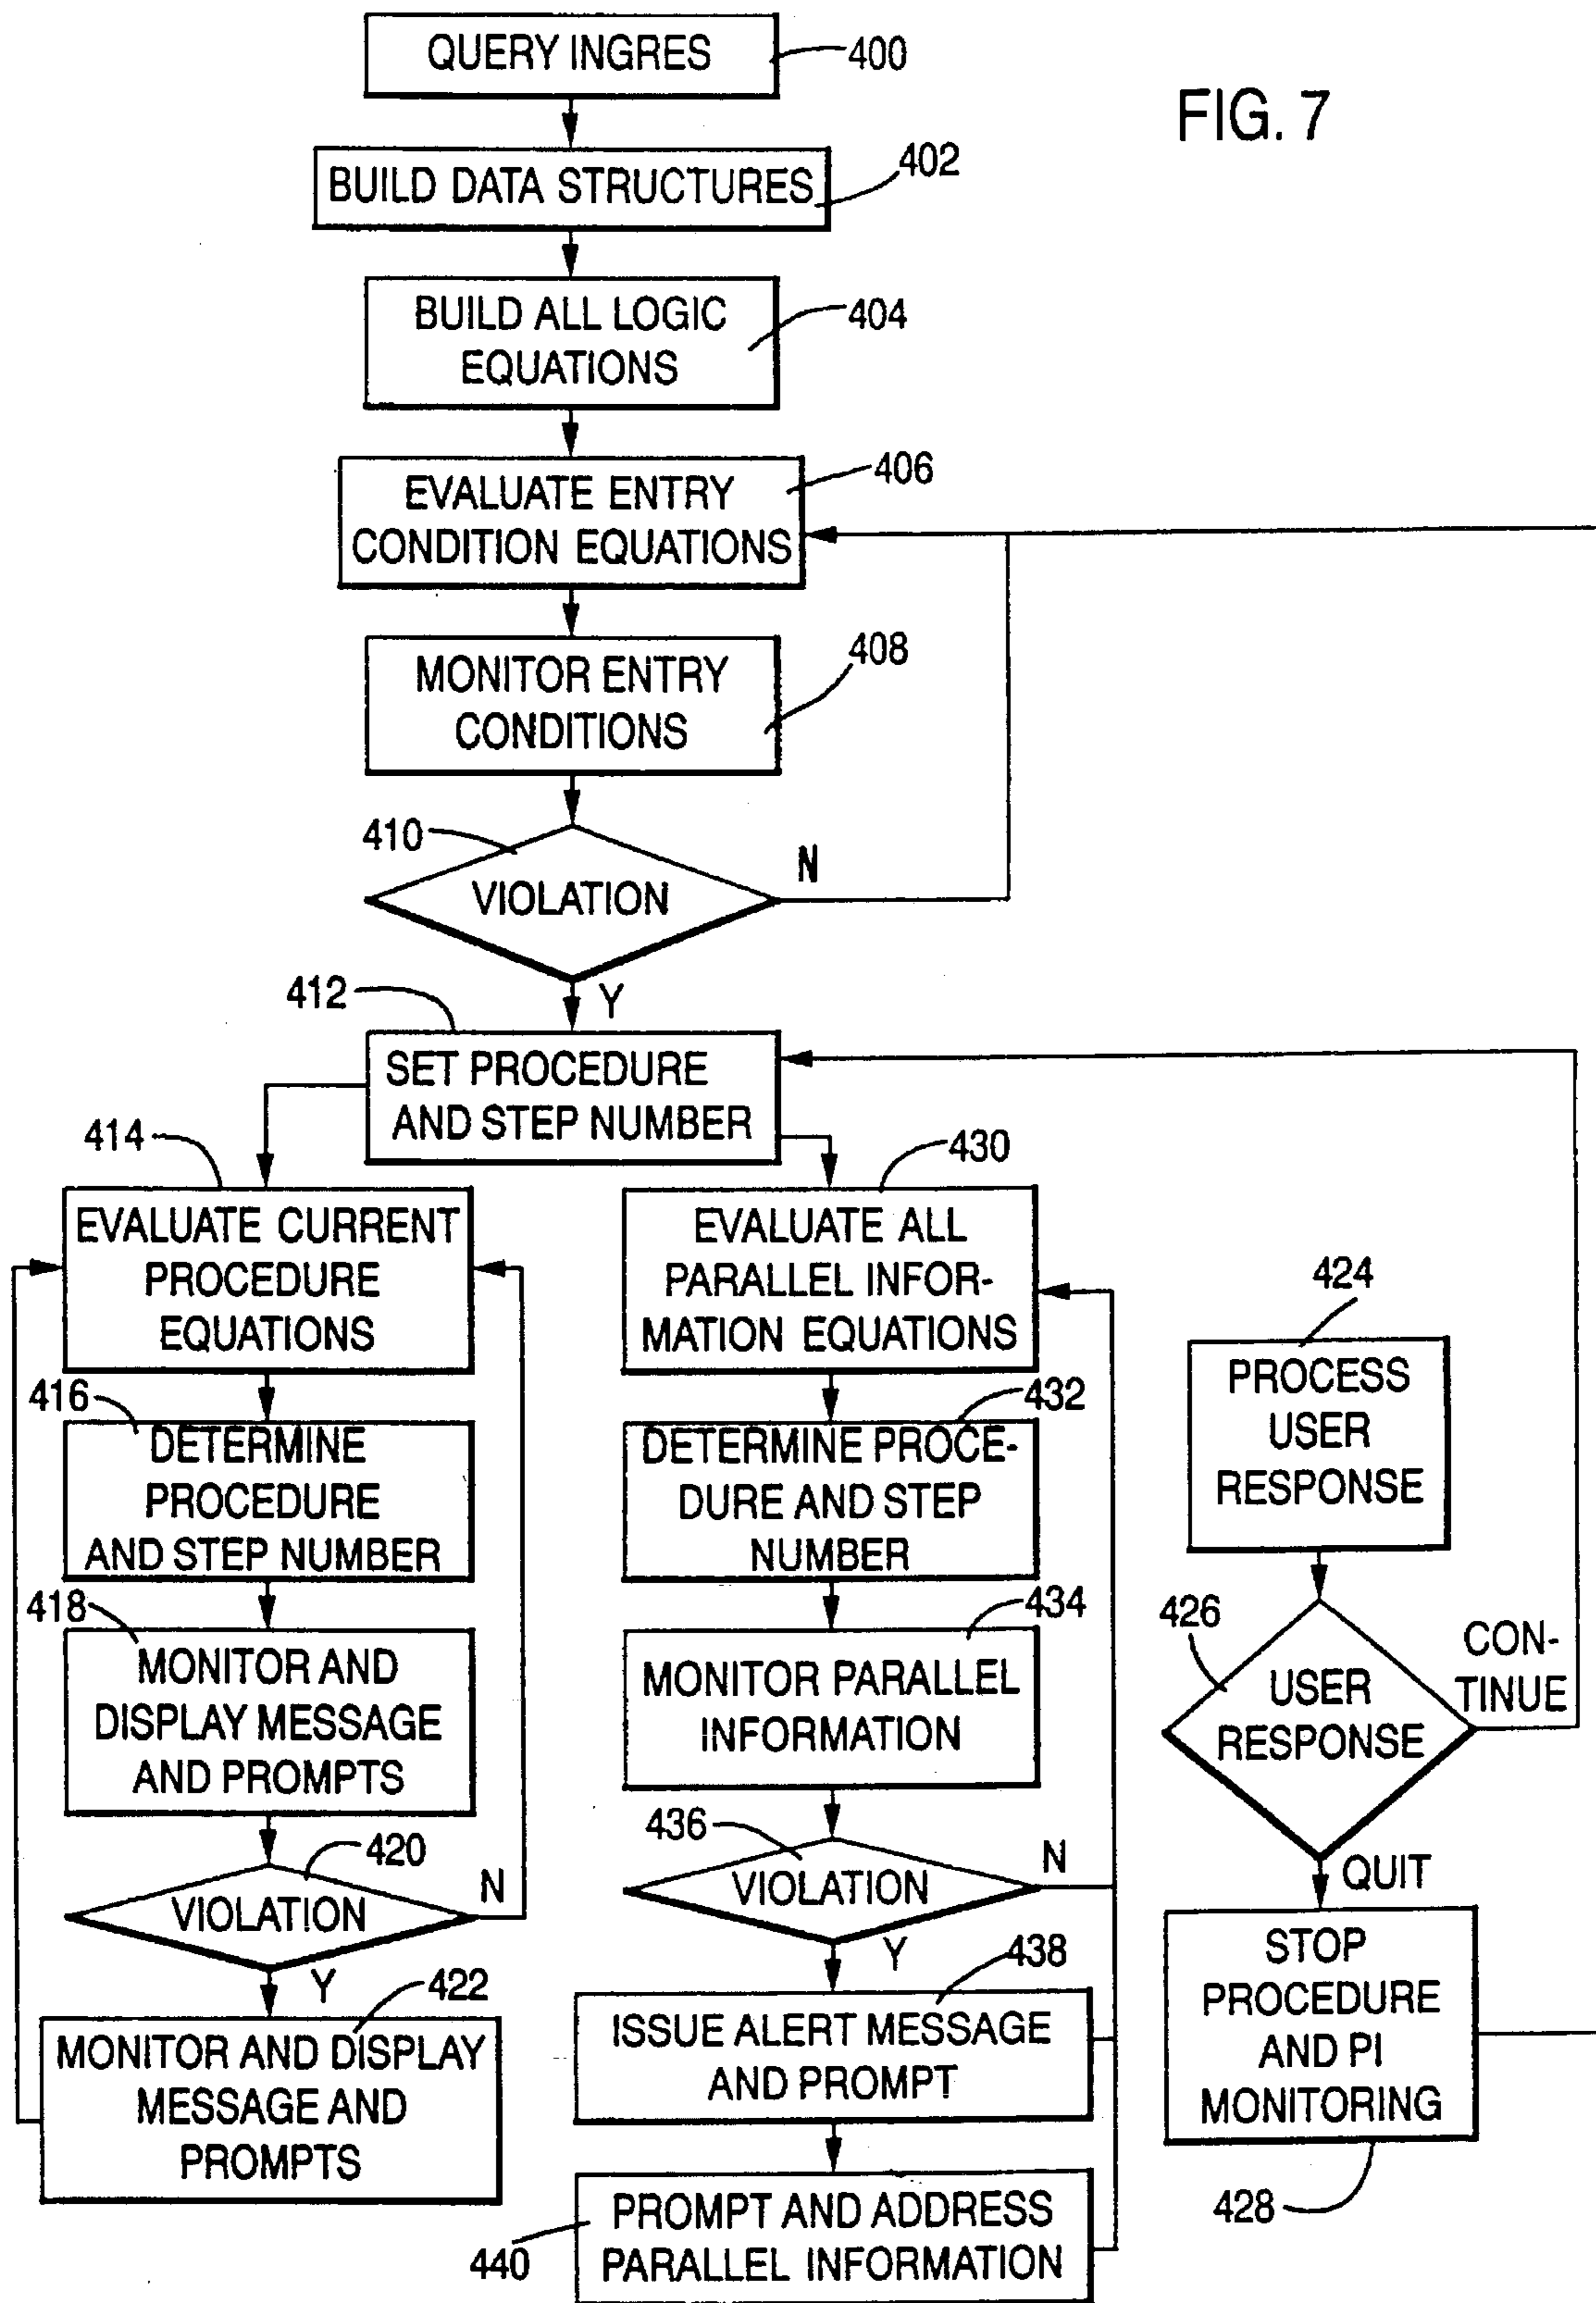 QUERY INGRES
400
FIG. 7
BUILD DATA STRUCTURES
402
BUILD ALL LOGIC
EQUATIONS
404
EVALUATE ENTRY
CONDITION EQUATIONS
406
MONITOR ENTRY
CONDITIONS
408
410
VIOLATION
N
Y
412
SET PROCEDURE
AND STEP NUMBER
414
EVALUATE CURRENT
PROCEDURE
EQUATIONS
416
DETERMINE
PROCEDURE
AND STEP NUMBER
418
MONITOR AND
DISPLAY MESSAGE
AND PROMPTS
420
VIOLATION
N
Y
422
MONITOR AND DISPLAY
MESSAGE AND
PROMPTS
430
EVALUATE ALL
PARALLEL INFOR-
MATION EQUATIONS
432
DETERMINE PROCE-
DURE AND STEP
NUMBER
434
MONITOR PARALLEL
INFORMATION
436
VIOLATION
N
Y
438
ISSUE ALERT MESSAGE
AND PROMPT
440
PROMPT AND ADDRESS
PARALLEL INFORMATION
424
PROCESS
USER
RESPONSE
426
USER
RESPONSE
CON-
TINUE
QUIT
STOP
PROCEDURE
AND PI
MONITORING
428